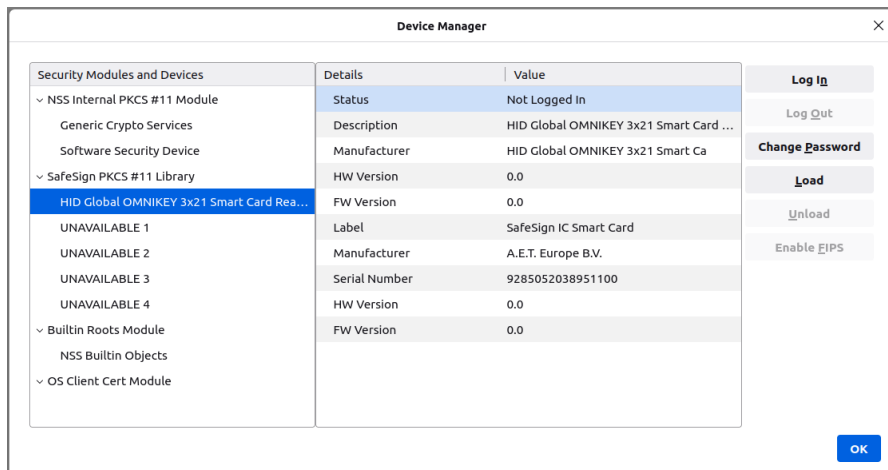 Device Manager
Security Modules and Devices
NSS Internal PKCS #11 Module
Generic Crypto Services
Software Security Device
SafeSign PKCS #11 Library
HID Global OMNIKEY 3x21 Smart Card Rea...
UNAVAILABLE 1
UNAVAILABLE 2
UNAVAILABLE 3
UNAVAILABLE 4
Builtin Roots Module
NSS Builtin Objects
OS Client Cert Module
Details Value
Status Not Logged In
Description HID Global OMNIKEY 3x21 Smart Card ...
Manufacturer HID Global OMNIKEY 3x21 Smart Ca
HW Version 0.0
FW Version 0.0
Label SafeSign IC Smart Card
Manufacturer A.E.T. Europe B.V.
Serial Number 9285052038951100
HW Version 0.0
FW Version 0.0
Log In
Log Out
Change Password
Load
Unload
Enable FIPS
OK